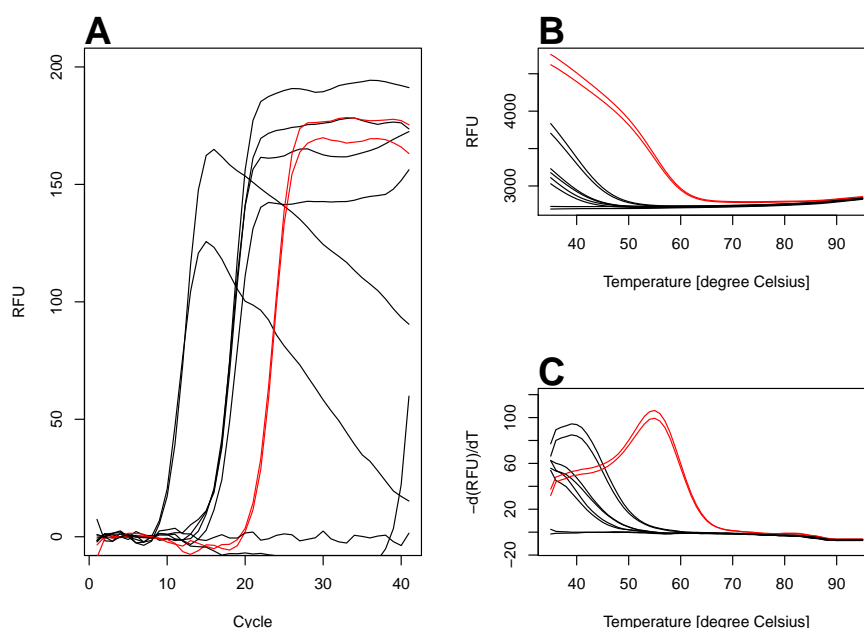 A
200
150
100
50
0
RFU
0 10 20 30 40
Cycle
B
4000
3000
RFU
40 50 60 70 80 90
Temperature [degree Celsius]
C
100
60
20
−20
−d(RFU)/dT
40 50 60 70 80 90
Temperature [degree Celsius]